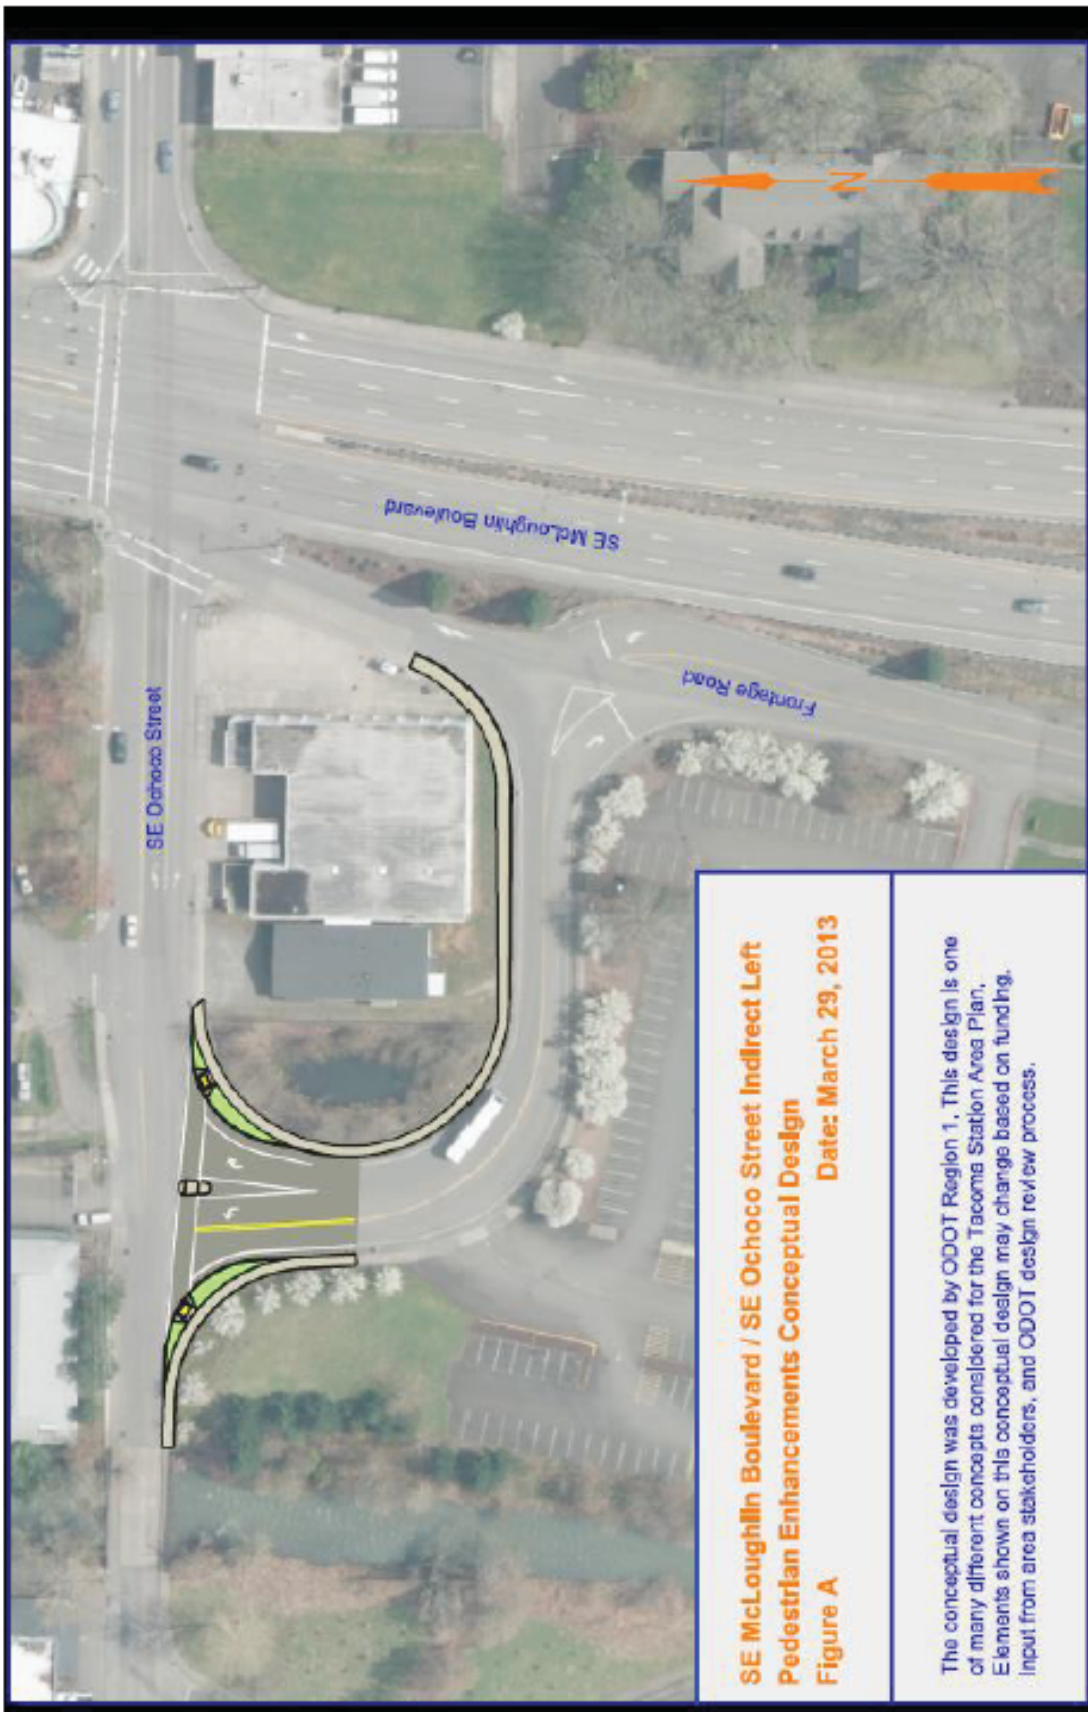 SE Ochoco Street
SE McLoughlin Boulevard
Frontage Road
N
SE McLoughlin Boulevard / SE Ochoco Street Indirect Left
Pedestrian Enhancements Conceptual Design
Figure A Date: March 29, 2013
The conceptual design was developed by ODOT Region 1. This design is one
of many different concepts considered for the Tacoma Station Area Plan.
Elements shown on this conceptual design may change based on funding,
input from area stakeholders, and ODOT design review process.